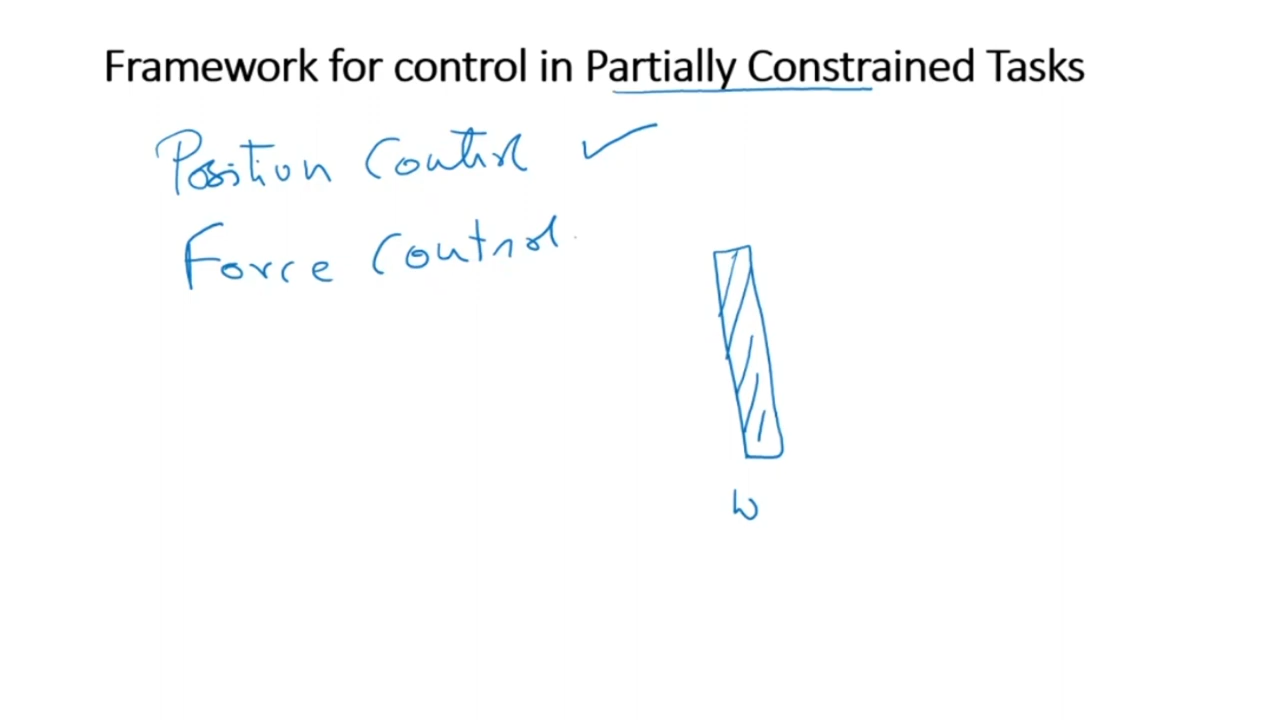 Framework for control in Partially Constrained Tasks
Position Control ✓
Force Control
W